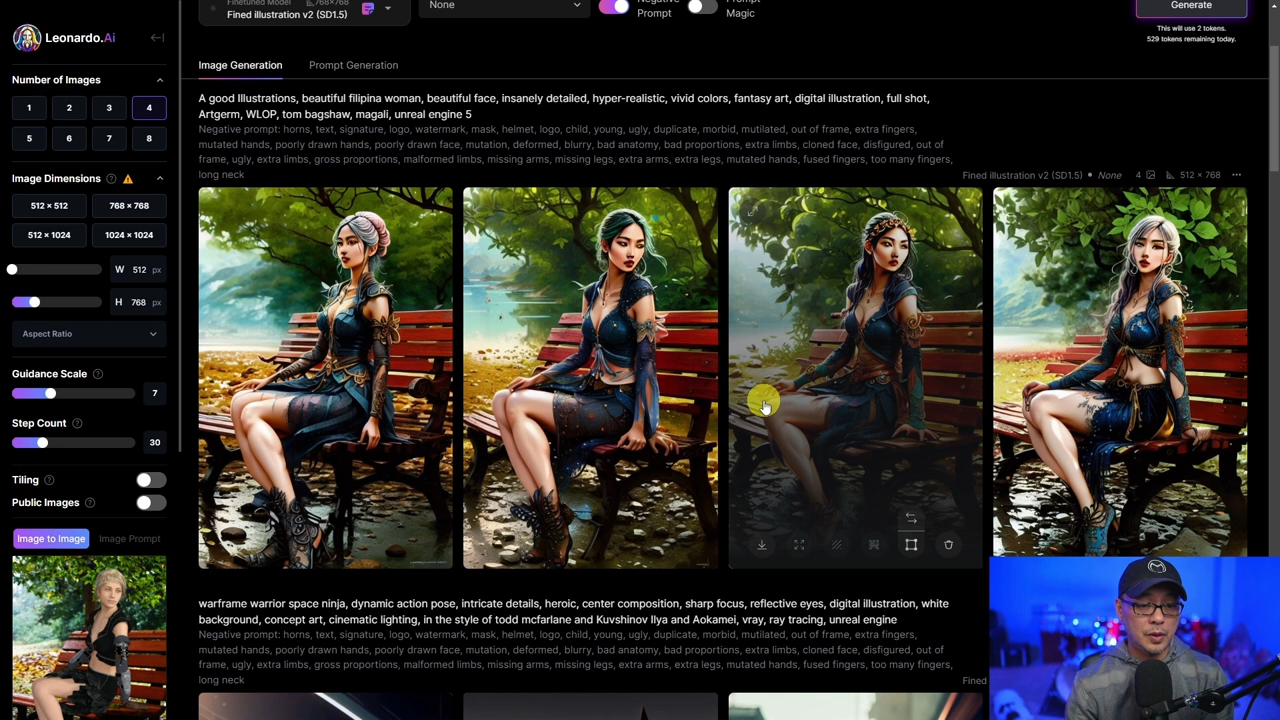 Finetuned Model 768×768
Fined illustration v2 (SD1.5)
None
Negative
Prompt
Prompt
Magic
Generate
This will use 2 tokens.
529 tokens remaining today.
Leonardo.Ai
Number of Images
1 2 3 4
5 6 7 8
Image Dimensions
512 × 512 768 × 768
512 × 1024 1024 × 1024
W 512 px
H 768 px
Aspect Ratio
Guidance Scale
7
Step Count
30
Tiling
Public Images
Image to Image Image Prompt
Image Generation Prompt Generation
A good Illustrations, beautiful filipina woman, beautiful face, insanely detailed, hyper-realistic, vivid colors, fantasy art, digital illustration, full shot,
Artgerm, WLOP, tom bagshaw, magali, unreal engine 5
Negative prompt: horns, text, signature, logo, watermark, mask, helmet, logo, child, young, ugly, duplicate, morbid, mutilated, out of frame, extra fingers,
mutated hands, poorly drawn hands, poorly drawn face, mutation, deformed, blurry, bad anatomy, bad proportions, extra limbs, cloned face, disfigured, out of
frame, ugly, extra limbs, gross proportions, malformed limbs, missing arms, missing legs, extra arms, extra legs, mutated hands, fused fingers, too many fingers,
long neck
Fined illustration v2 (SD1.5) • None 4 512 × 768
warframe warrior space ninja, dynamic action pose, intricate details, heroic, center composition, sharp focus, reflective eyes, digital illustration, white
background, concept art, cinematic lighting, in the style of todd mcfarlane and Kuvshinov Ilya and Aokamei, vray, ray tracing, unreal engine
Negative prompt: horns, text, signature, logo, watermark, mask, helmet, logo, child, young, ugly, duplicate, morbid, mutilated, out of frame, extra fingers,
mutated hands, poorly drawn hands, poorly drawn face, mutation, deformed, blurry, bad anatomy, bad proportions, extra limbs, cloned face, disfigured, out of
frame, ugly, extra limbs, gross proportions, malformed limbs, missing arms, missing legs, extra arms, extra legs, mutated hands, fused fingers, too many fingers,
long neck
Fined